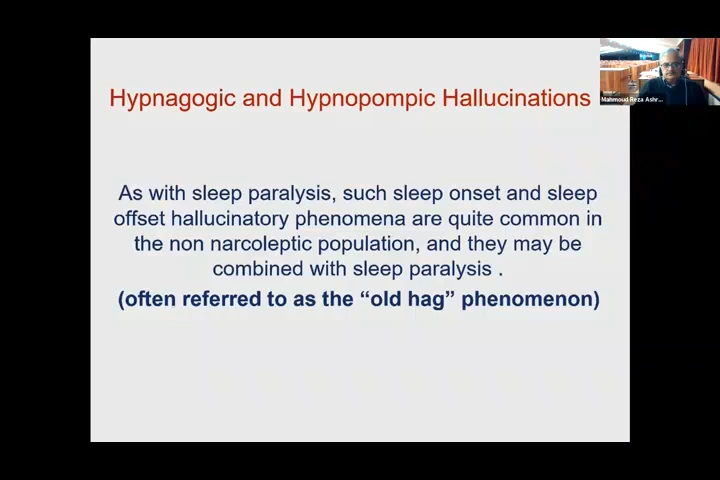 Hypnagogic and Hypnopompic Hallucinations
Mahmoud Reza Ashr...
As with sleep paralysis, such sleep onset and sleep
offset hallucinatory phenomena are quite common in
the non narcoleptic population, and they may be
combined with sleep paralysis .
(often referred to as the “old hag” phenomenon)